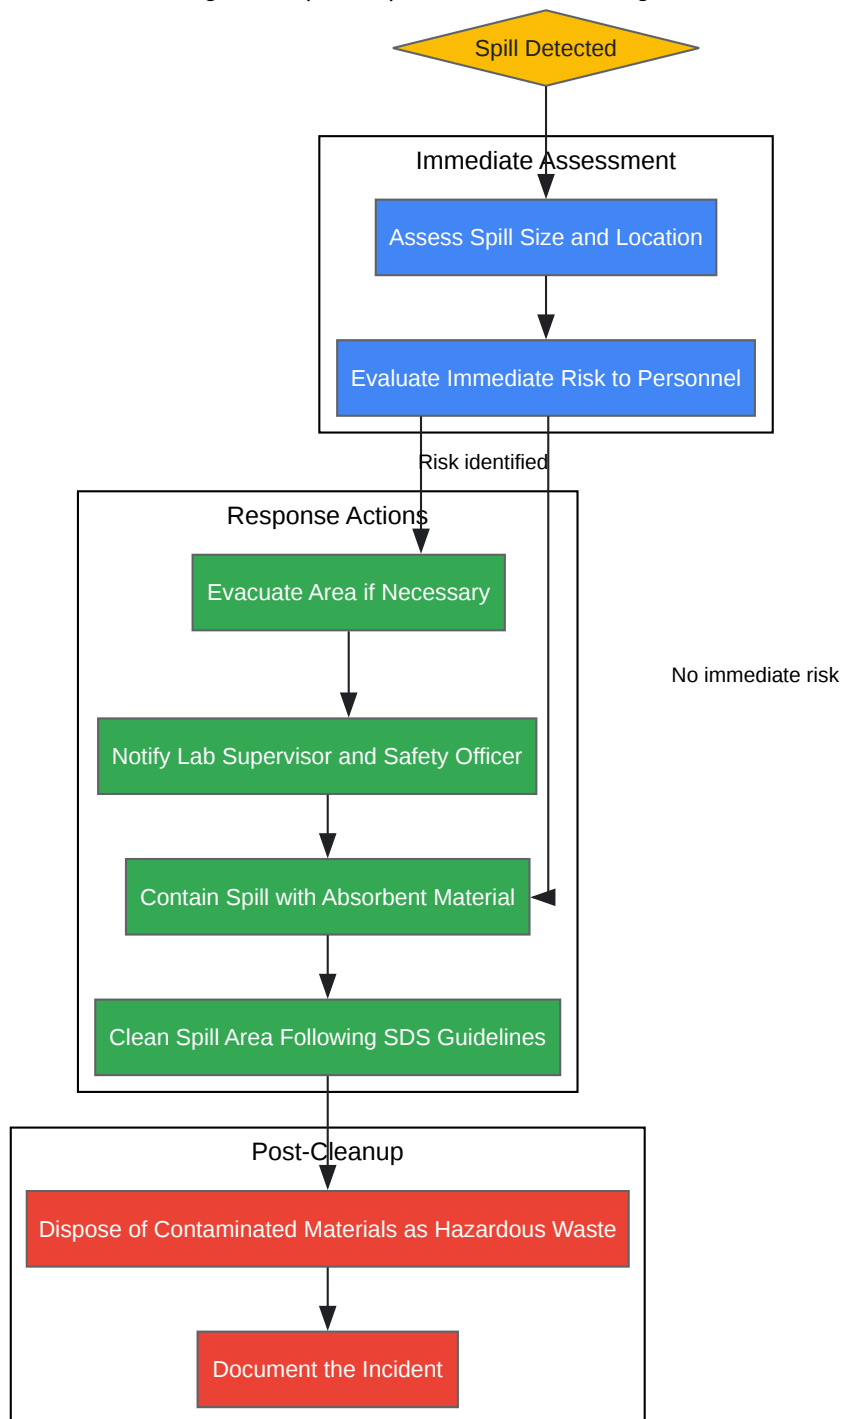 Spill Detected
Immediate Assessment
Assess Spill Size and Location
Evaluate Immediate Risk to Personnel
Risk identified
Response Actions
Evacuate Area if Necessary
No immediate risk
Notify Lab Supervisor and Safety Officer
Contain Spill with Absorbent Material
Clean Spill Area Following SDS Guidelines
Post-Cleanup
Dispose of Contaminated Materials as Hazardous Waste
Document the Incident